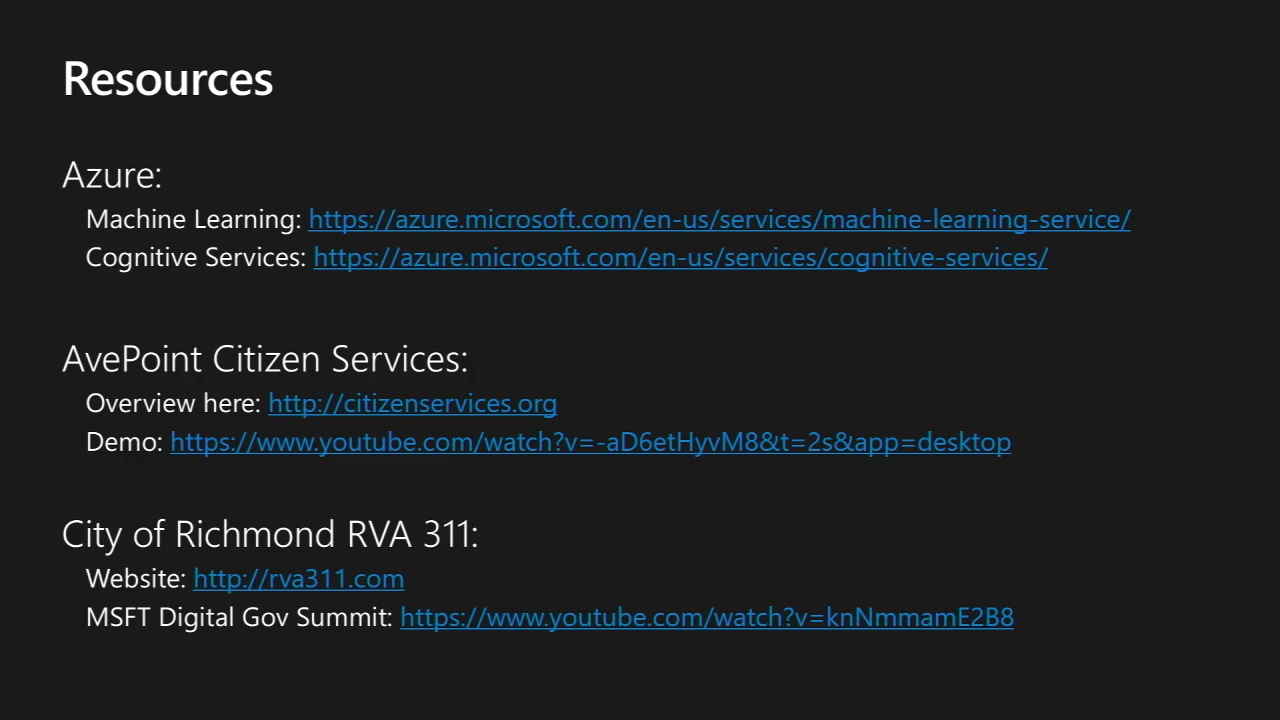 Resources
Azure:
Machine Learning: https://azure.microsoft.com/en-us/services/machine-learning-service/
Cognitive Services: https://azure.microsoft.com/en-us/services/cognitive-services/
AvePoint Citizen Services:
Overview here: http://citizenservices.org
Demo: https://www.youtube.com/watch?v=-aD6etHyvM8&t=2s&app=desktop
City of Richmond RVA 311:
Website: http://rva311.com
MSFT Digital Gov Summit: https://www.youtube.com/watch?v=knNmmamE2B8